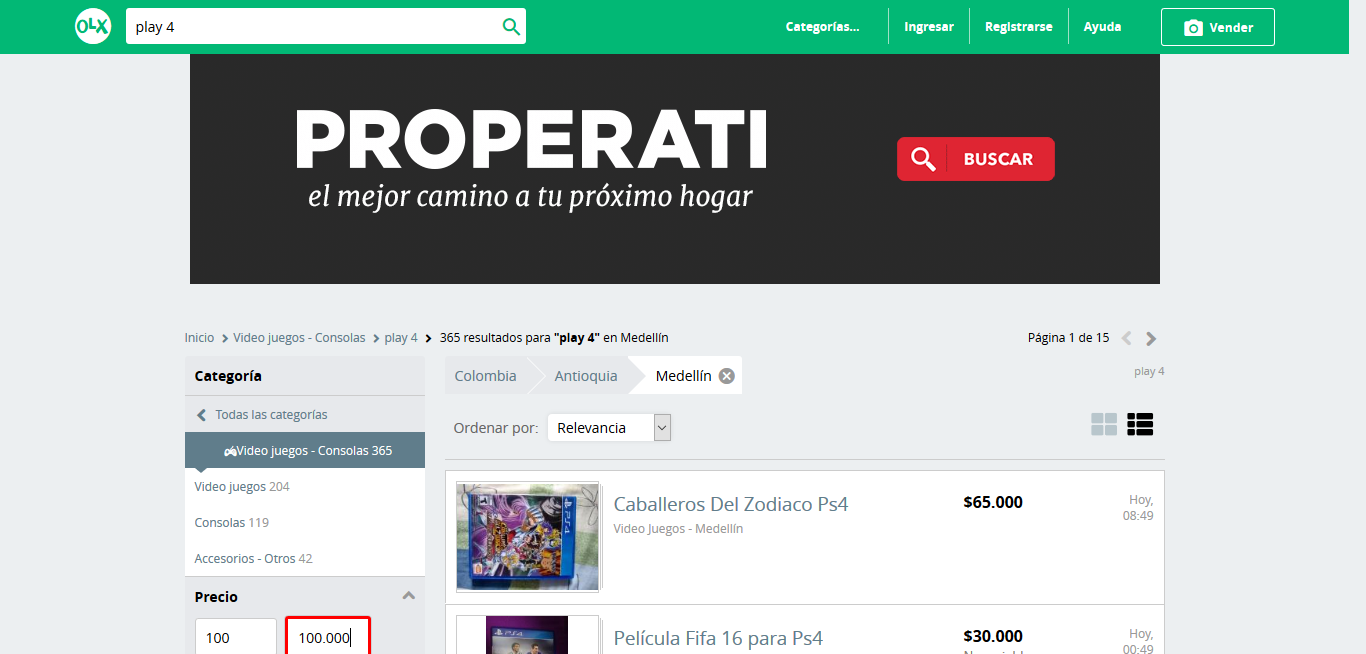 OLX
play 4
Categorías...
Ingresar
Registrarse
Ayuda
Vender
PROPERATI
el mejor camino a tu próximo hogar
BUSCAR
Inicio > Video juegos - Consolas > play 4 > 365 resultados para "play 4" en Medellín
Página 1 de 15
Categoría
Colombia
Antioquia
Medellín
play 4
Todas las categorías
Ordenar por:
Relevancia
Video juegos - Consolas 365
Video juegos 204
Consolas 119
Accesorios - Otros 42
Precio
100
100.000
PS4
Caballeros Del Zodiaco Ps4
$65.000
Hoy,
08:49
Video Juegos - Medellín
PS4
Película Fifa 16 para Ps4
$30.000
Hoy,
00:49